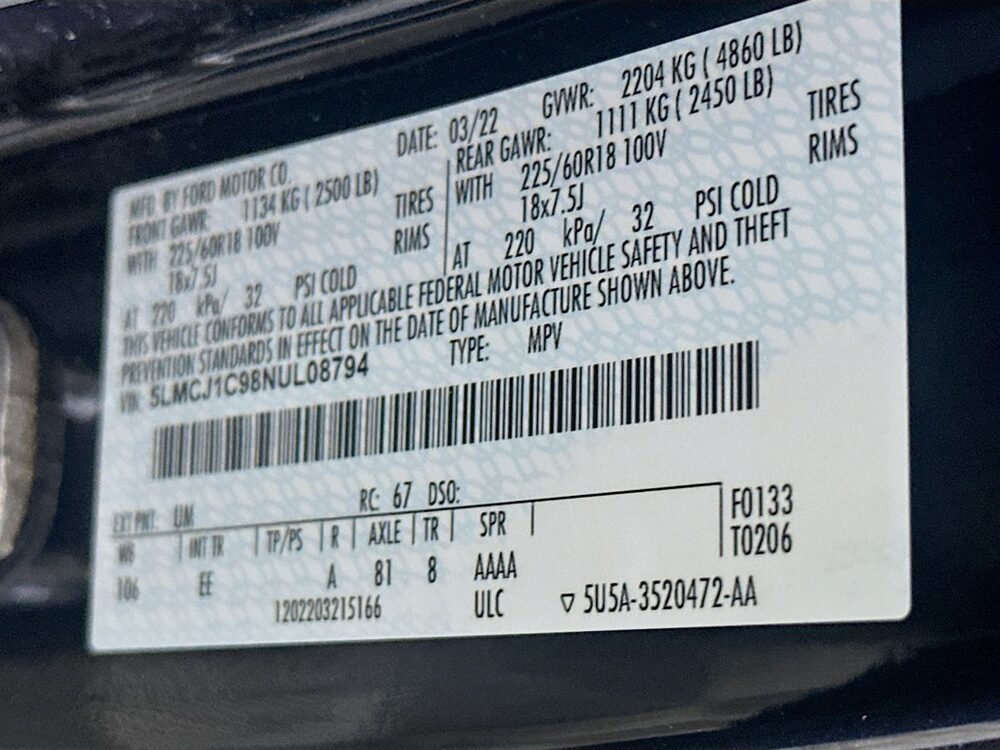 MFD. BY FORD MOTOR CO.
DATE: 03/22 GVWR: 2204 KG ( 4860 LB)
FRONT GAWR: 1134 KG ( 2500 LB)
WITH 225/60R18 100V TIRES
18x7.5J RIMS
AT 220 kPa/ 32 PSI COLD
REAR GAWR: 1111 KG ( 2450 LB)
WITH 225/60R18 100V TIRES
18x7.5J RIMS
AT 220 kPa/ 32 PSI COLD
THIS VEHICLE CONFORMS TO ALL APPLICABLE FEDERAL MOTOR VEHICLE SAFETY AND THEFT
PREVENTION STANDARDS IN EFFECT ON THE DATE OF MANUFACTURE SHOWN ABOVE.
VIN: 5LMCJ1C98NUL08794 TYPE: MPV
EXT PNT: UM RC: 67 DSO:
WB INT TR TP/PS R AXLE TR SPR F0133
106 EE A 81 8 AAAA T0206
1202203215166 ULC ▽ 5U5A-3520472-AA